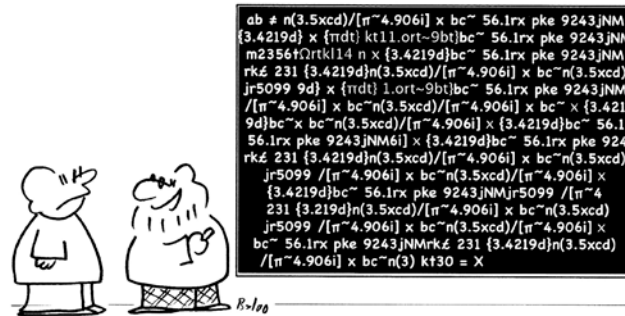 ab ≠ n(3.5xcd)/[π~4.906i] x bc~ 56.1rx pke 9243jNM
{3.4219d} x {πdt} kt11.ort~9bt}bc~ 56.1rx pke 9243jN
m2356tΩrtkl14 n x {3.4219d}bc~ 56.1rx pke 9243jNM
rk£ 231 {3.4219d}n(3.5xcd)/[π~4.906i] x bc~n(3.5xcd)
jr5099 9d} x {πdt} 1.ort~9bt}bc~ 56.1rx pke 9243jNM
/[π~4.906i] x bc~n(3.5xcd)/[π~4.906i] x bc~ x {3.421
9d}bc~x bc~n(3.5xcd)/[π~4.906i] x {3.4219d}bc~ 56.1
56.1rx pke 9243jNM6i] x {3.4219d}bc~ 56.1rx pke 924
rk£ 231 {3.4219d}n(3.5xcd)/[π~4.906i] x bc~n(3.5xcd)
jr5099 /[π~4.906i] x bc~n(3.5xcd)/[π~4.906i] x
{3.4219d}bc~ 56.1rx pke 9243jNMjr5099 /[π~4
231 {3.219d}n(3.5xcd)/[π~4.906i] x bc~n(3.5xcd)
jr5099 /[π~4.906i] x bc~n(3.5xcd)/[π~4.906i] x
bc~ 56.1rx pke 9243jNMrk£ 231 {3.4219d}n(3.5xcd)
/[π~4.906i] x bc~n(3) kt30 = X